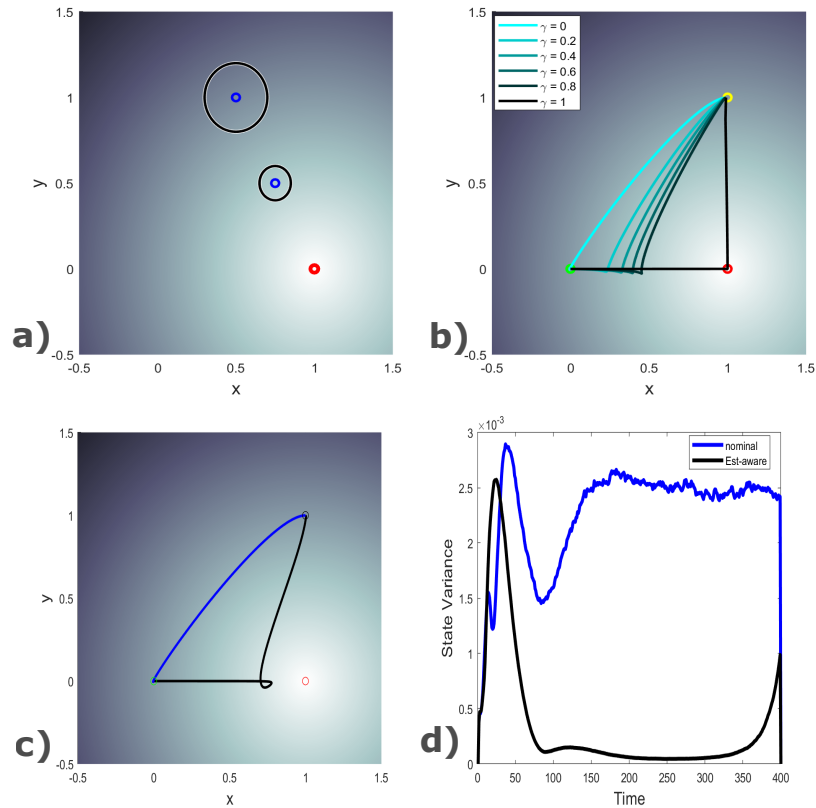 1.5
1
0.5
0
-0.5
y
-0.5
0
0.5
1
1.5
x
a)
1.5
1
0.5
0
-0.5
y
γ = 0
γ = 0.2
γ = 0.4
γ = 0.6
γ = 0.8
γ = 1
-0.5
0
0.5
1
1.5
x
b)
1.5
1
0.5
0
-0.5
y
-0.5
0
0.5
1
1.5
x
c)
×10⁻³
3
2.5
2
1.5
1
0.5
0
State Variance
nominal
Est-aware
0
50
100
150
200
250
300
350
400
Time
d)